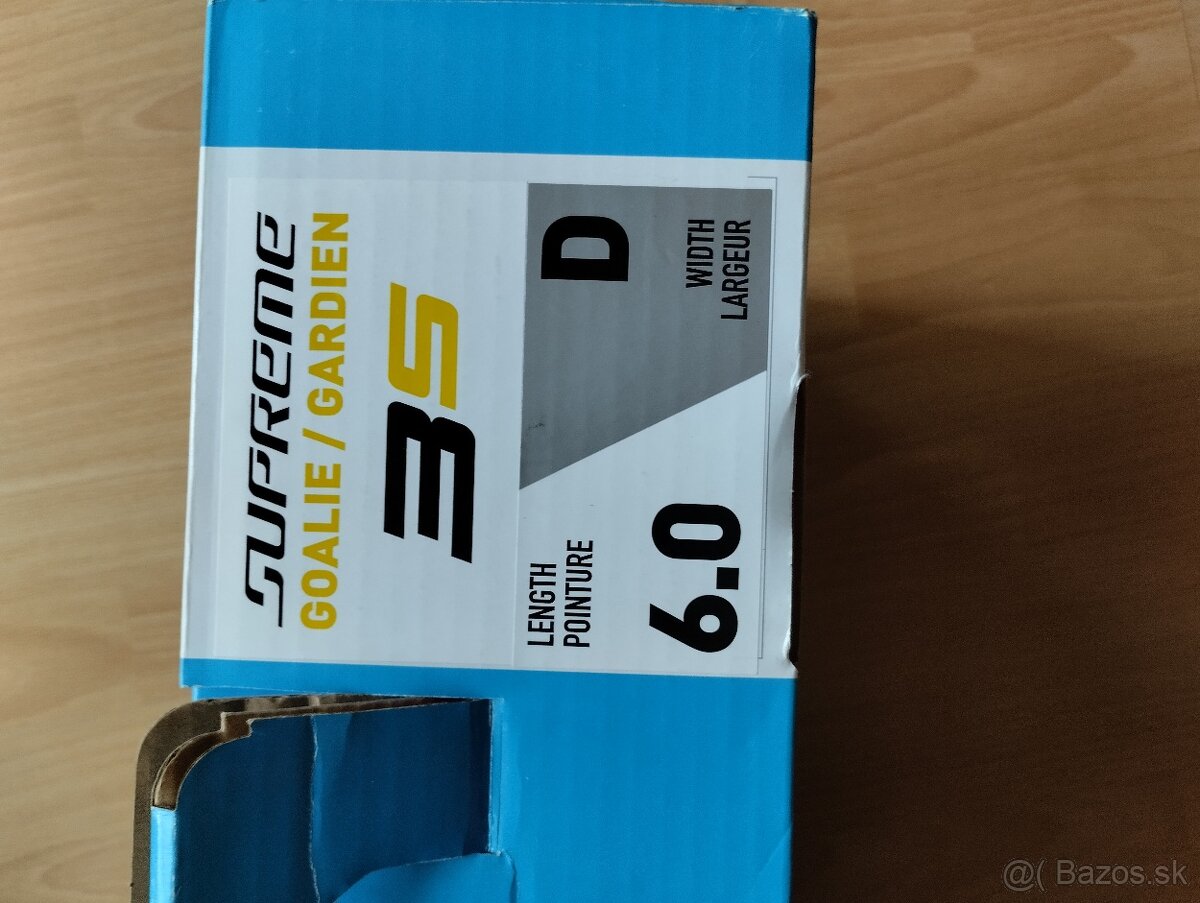 SUPREME
GOALIE / GARDIEN
3S
LENGTH
POINTURE
6.0
D
WIDTH
LARGEUR
@( Bazos.sk